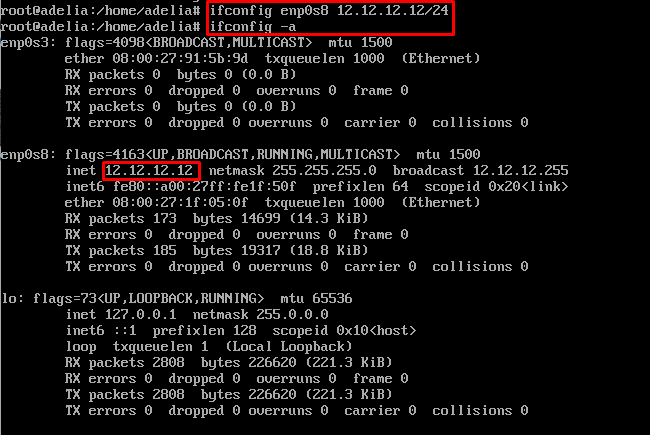 root@adelia:/home/adelia# ifconfig enp0s8 12.12.12.12/24
root@adelia:/home/adelia# ifconfig -a
enp0s3: flags=4098<BROADCAST,MULTICAST>  mtu 1500
ether 08:00:27:91:5b:9d  txqueuelen 1000  (Ethernet)
RX packets 0  bytes 0 (0.0 B)
RX errors 0  dropped 0  overruns 0  frame 0
TX packets 0  bytes 0 (0.0 B)
TX errors 0  dropped 0 overruns 0  carrier 0  collisions 0
enp0s8: flags=4163<UP,BROADCAST,RUNNING,MULTICAST>  mtu 1500
inet 12.12.12.12  netmask 255.255.255.0  broadcast 12.12.12.255
inet6 fe80::a00:27ff:fe1f:50f  prefixlen 64  scopeid 0x20<link>
ether 08:00:27:1f:05:0f  txqueuelen 1000  (Ethernet)
RX packets 173  bytes 14699 (14.3 KiB)
RX errors 0  dropped 0  overruns 0  frame 0
TX packets 185  bytes 19317 (18.8 KiB)
TX errors 0  dropped 0 overruns 0  carrier 0  collisions 0
lo: flags=73<UP,LOOPBACK,RUNNING>  mtu 65536
inet 127.0.0.1  netmask 255.0.0.0
inet6 ::1  prefixlen 128  scopeid 0x10<host>
loop  txqueuelen 1  (Local Loopback)
RX packets 2808  bytes 226620 (221.3 KiB)
RX errors 0  dropped 0  overruns 0  frame 0
TX packets 2808  bytes 226620 (221.3 KiB)
TX errors 0  dropped 0 overruns 0  carrier 0  collisions 0